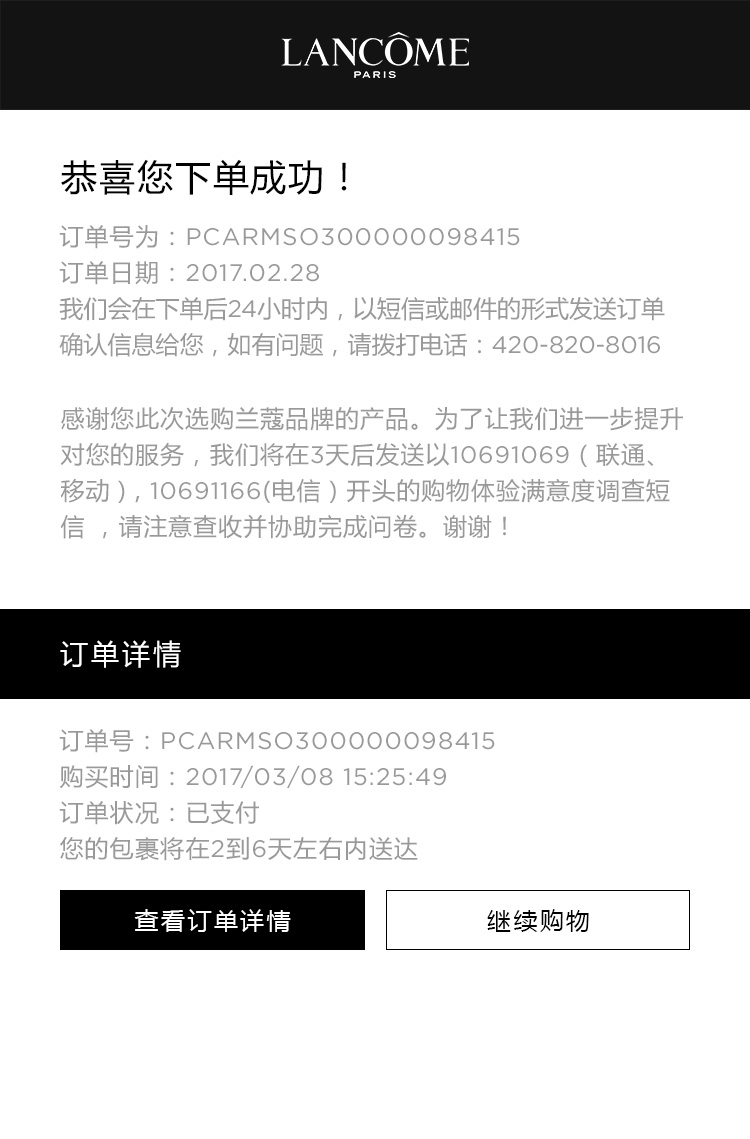 LANCÔME
PARIS
恭喜您下单成功！
订单号为：PCARMSO300000098415
订单日期：2017.02.28
我们会在下单后24小时内，以短信或邮件的形式发送订单
确认信息给您，如有问题，请拨打电话：420-820-8016
感谢您此次选购兰蔻品牌的产品。为了让我们进一步提升
对您的服务，我们将在3天后发送以10691069（联通、
移动）, 10691166(电信）开头的购物体验满意度调查短
信 ，请注意查收并协助完成问卷。谢谢！
订单详情
订单号：PCARMSO300000098415
购买时间：2017/03/08 15:25:49
订单状况：已支付
您的包裹将在2到6天左右内送达
查看订单详情
继续购物